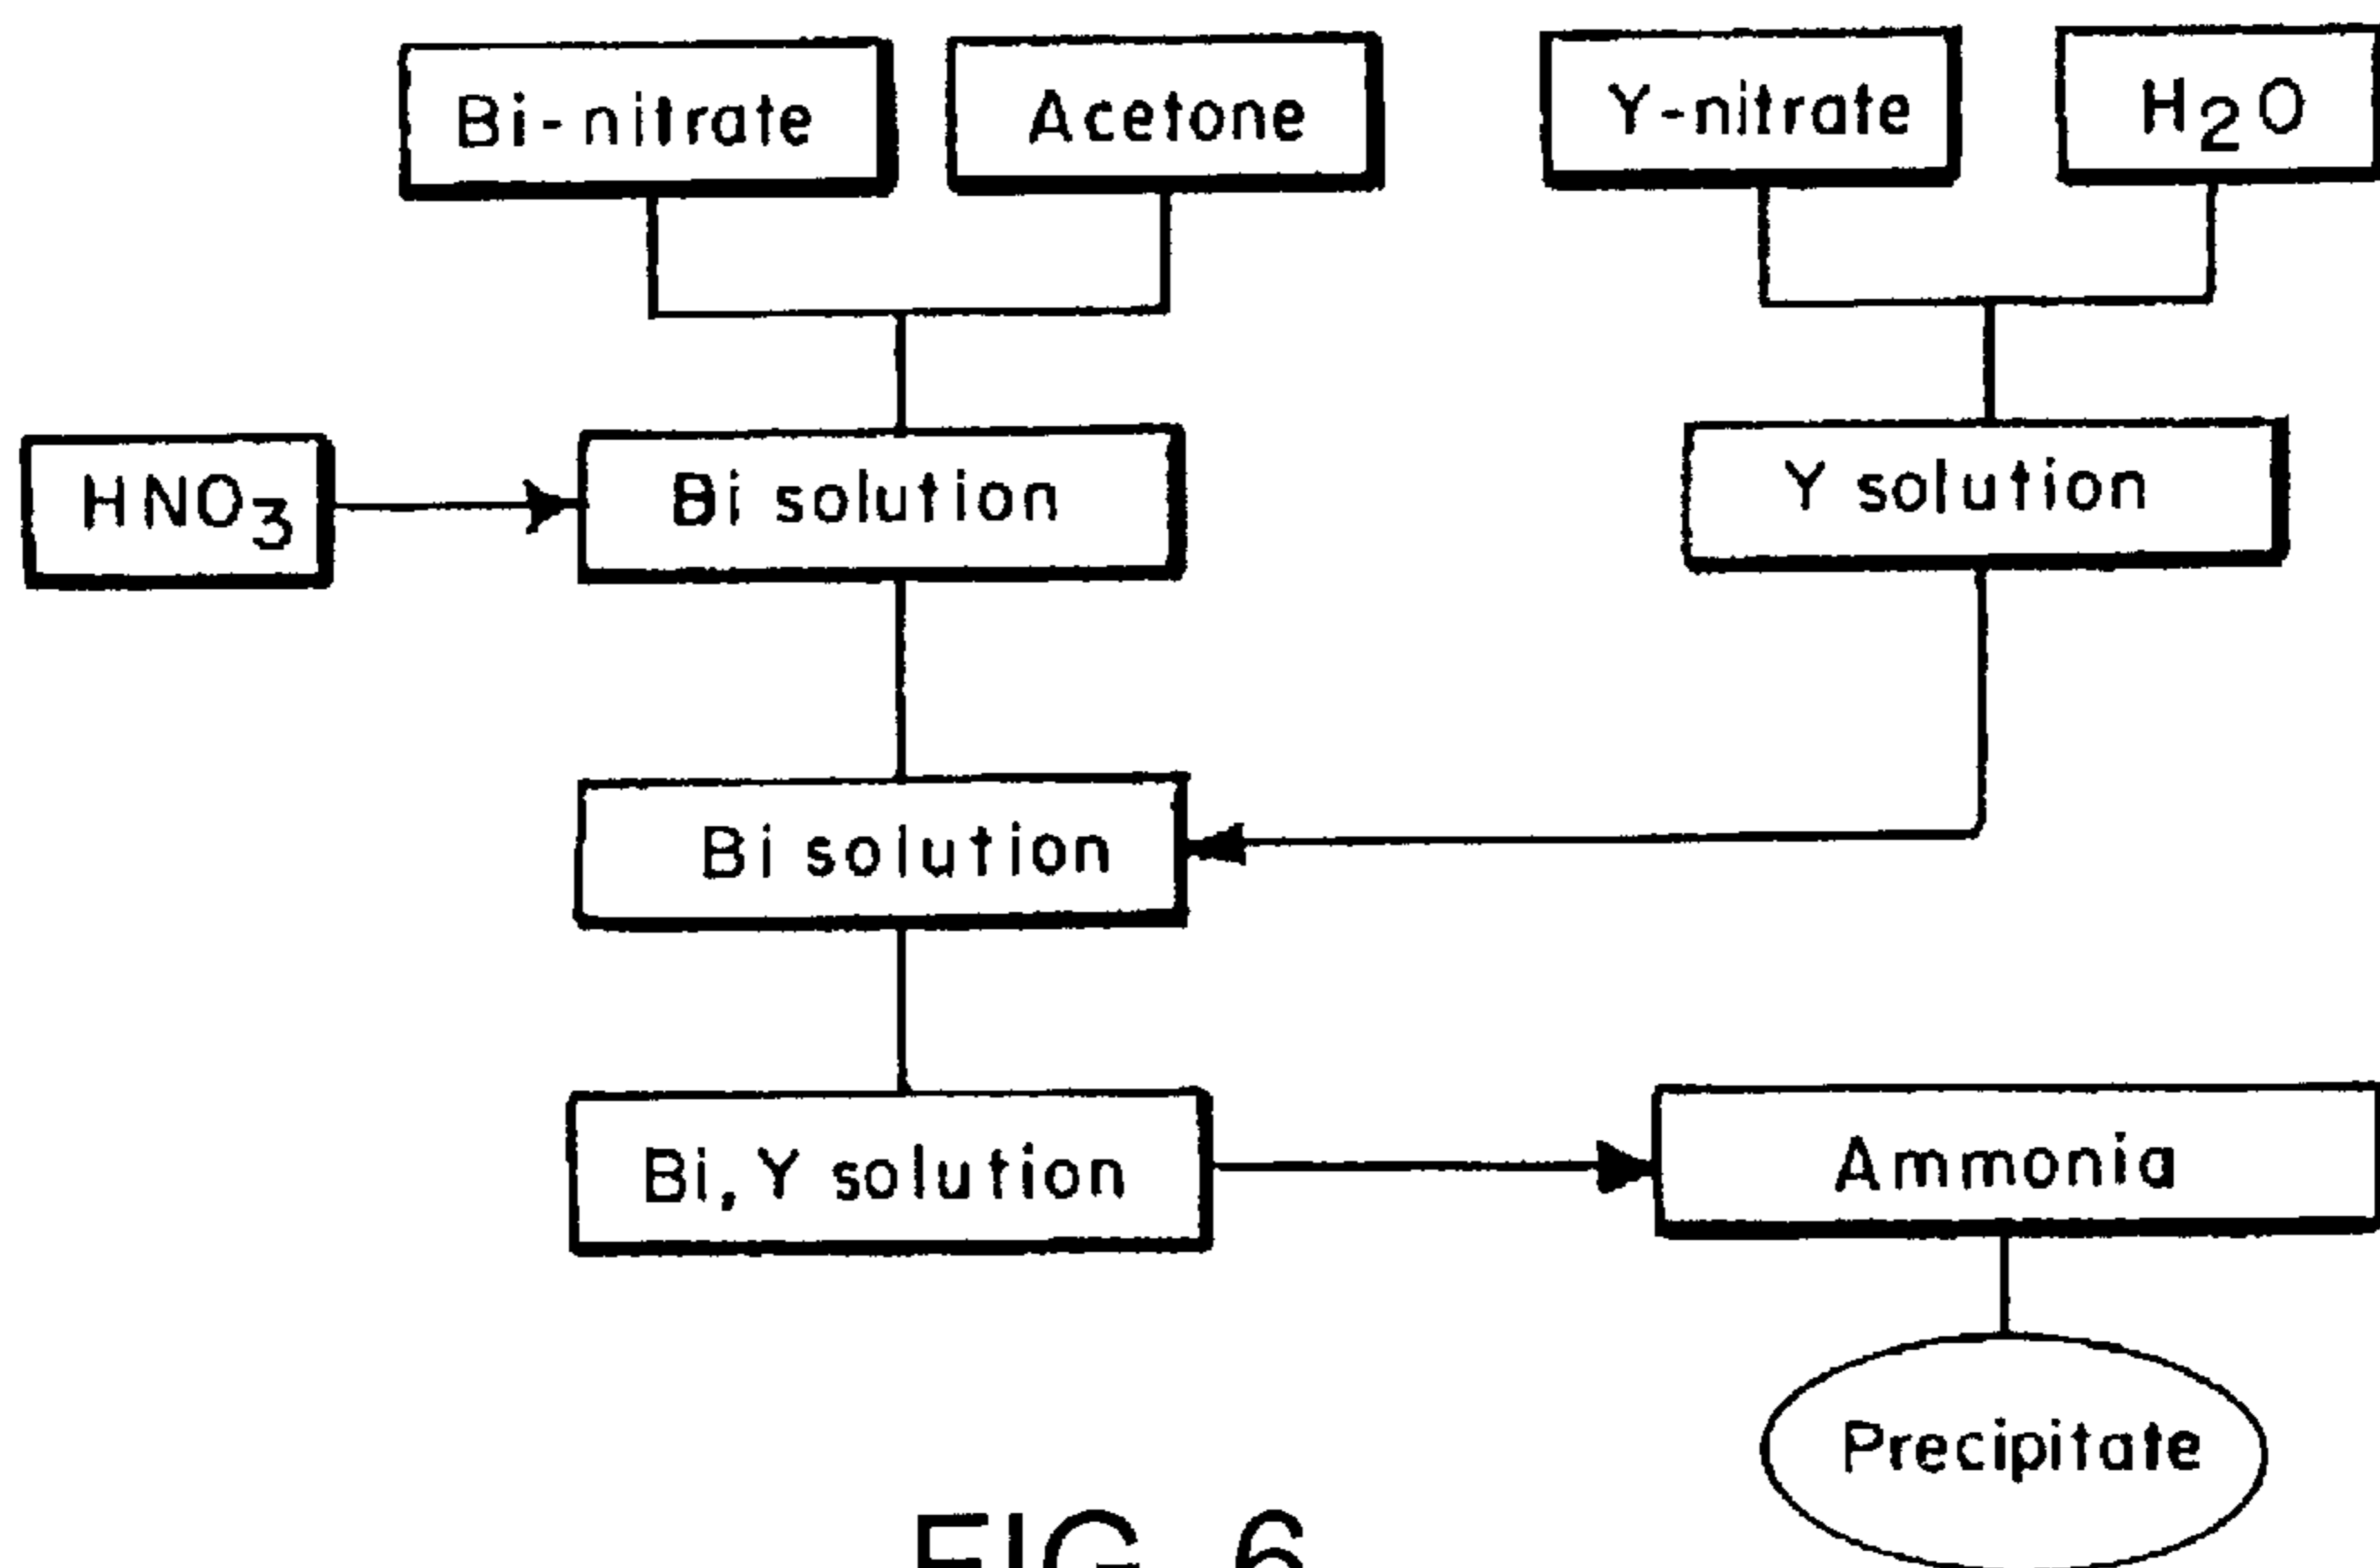 Bi-nitrate
Acetone
Y-nitrate
H2O
HNO3
Bi solution
Y solution
Bi solution
Bi, Y solution
Ammonia
Precipitate
FIG. 6